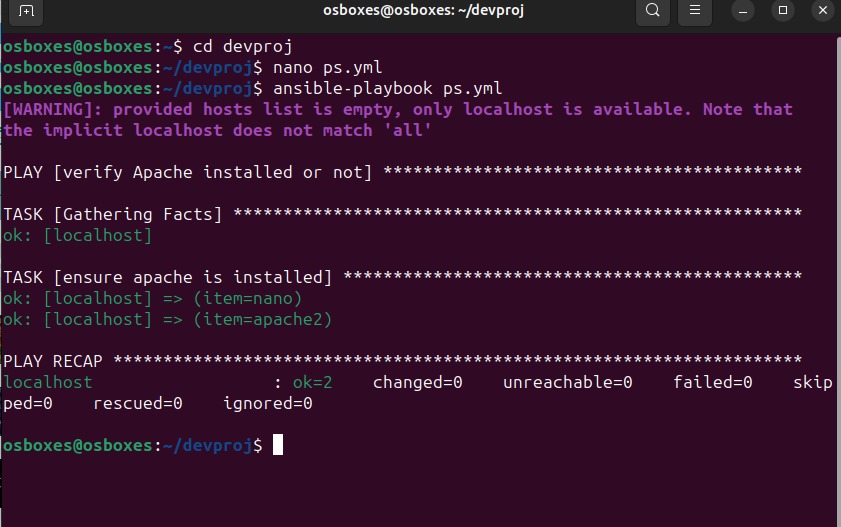 osboxes@osboxes: ~/devproj
osboxes@osboxes:~$ cd devproj
osboxes@osboxes:~/devproj$ nano ps.yml
osboxes@osboxes:~/devproj$ ansible-playbook ps.yml
[WARNING]: provided hosts list is empty, only localhost is available. Note that
the implicit localhost does not match 'all'
PLAY [verify Apache installed or not] ******************************************
TASK [Gathering Facts] *********************************************************
ok: [localhost]
TASK [ensure apache is installed] **********************************************
ok: [localhost] => (item=nano)
ok: [localhost] => (item=apache2)
PLAY RECAP *********************************************************************
localhost                  : ok=2    changed=0    unreachable=0    failed=0    skip
ped=0    rescued=0    ignored=0
osboxes@osboxes:~/devproj$